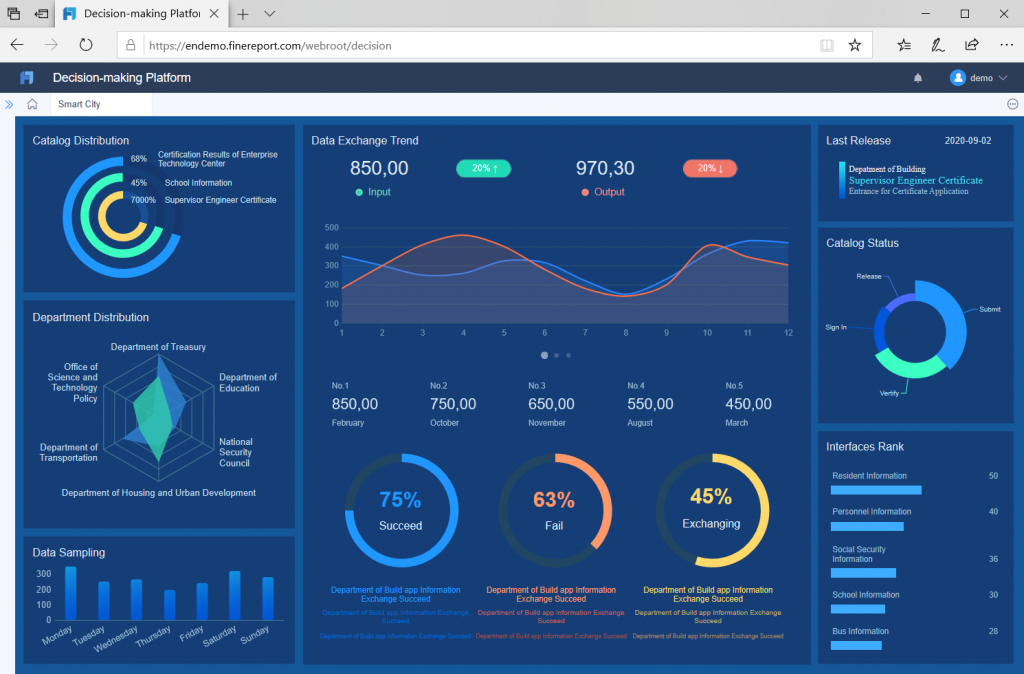 Decision-making Platfor
https://endemo.finereport.com/webroot/decision
Decision-making Platform
demo
Smart City
Catalog Distribution
68%
Certification Results of Enterprise
Technology Center
45%
School Information
7000%
Supervisor Engineer Certificate
Department Distribution
Department of Treasury
Office of
Science and
Technology
Policy
Department of
Education
Department of
Transportation
National
Security
Council
Department of Housing and Urban Development
Data Sampling
300
200
100
0
Monday
Tuesday
Wednesday
Thursday
Friday
Saturday
Sunday
Data Exchange Trend
850,00
20% ↑
Input
970,30
20% ↓
Output
500
400
300
200
100
0
1 2 3 4 5 6 7 8 9 10 11 12
No.1
850,00
February
No.2
750,00
October
No.3
650,00
November
No.4
550,00
August
No.5
450,00
March
75%
Succeed
63%
Fail
45%
Exchanging
Department of Build app Information
Exchange Succeed
Department of Build app Information Exchange
Succeed
Department of Build app Information Exchange Succeed
Department of Build app Information
Exchange Succeed
Department of Build app Information Exchange
Succeed
Department of Build app Information Exchange Succeed
Department of Build app Information
Exchange Succeed
Department of Build app Information Exchange
Succeed
Department of Build app Information Exchange Succeed
Last Release
2020-09-02
Depatment of Building
Supervisor Engineer Certificate
Entrance for Certificate Application
Catalog Status
Release
Submit
Sign In
Vertify
Interfaces Rank
Resident Information
50
Personnel Information
40
Social Security
Information
36
School Information
30
Bus Information
28